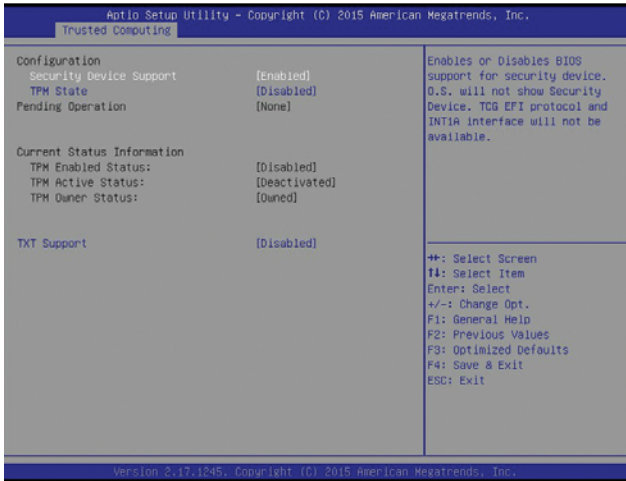 Aptio Setup Utility – Copyright (C) 2015 American Megatrends, Inc.
Trusted Computing
Configuration
Security Device Support [Enabled]
TPM State [Disabled]
Pending Operation [None]
Current Status Information
TPM Enabled Status: [Disabled]
TPM Active Status: [Deactivated]
TPM Owner Status: [Owned]
TXT Support [Disabled]
Enables or Disables BIOS
support for security device.
O.S. will not show Security
Device. TCG EFI protocol and
INT1A interface will not be
available.
→←: Select Screen
↑↓: Select Item
Enter: Select
+/-: Change Opt.
F1: General Help
F2: Previous Values
F3: Optimized Defaults
F4: Save & Exit
ESC: Exit
Version 2.17.1245. Copyright (C) 2015 American Megatrends, Inc.